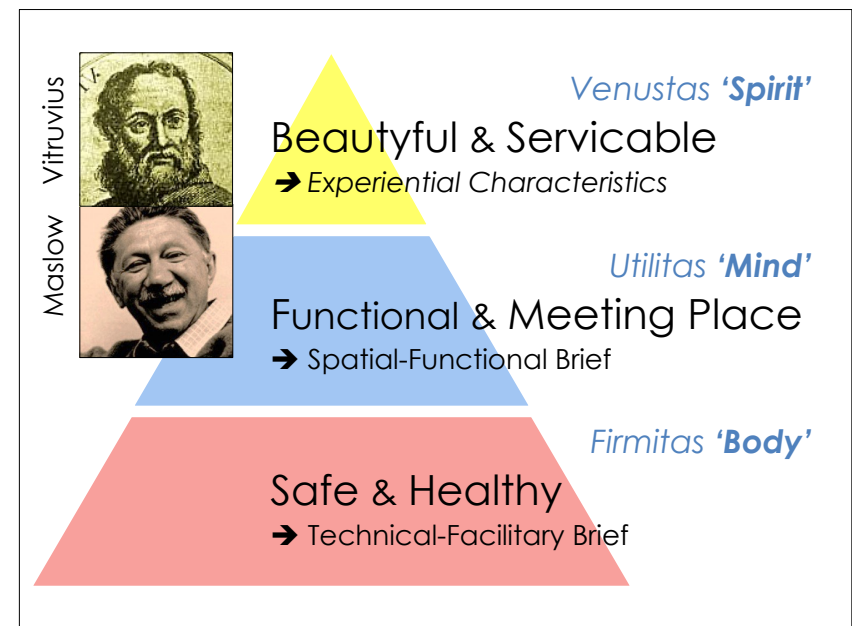 Vitruvius
Maslow
IV.
Venustas ‘Spirit’
Beautyful & Servicable
➔ Experiential Characteristics
Utilitas ‘Mind’
Functional & Meeting Place
➔ Spatial-Functional Brief
Firmitas ‘Body’
Safe & Healthy
➔ Technical-Facilitary Brief